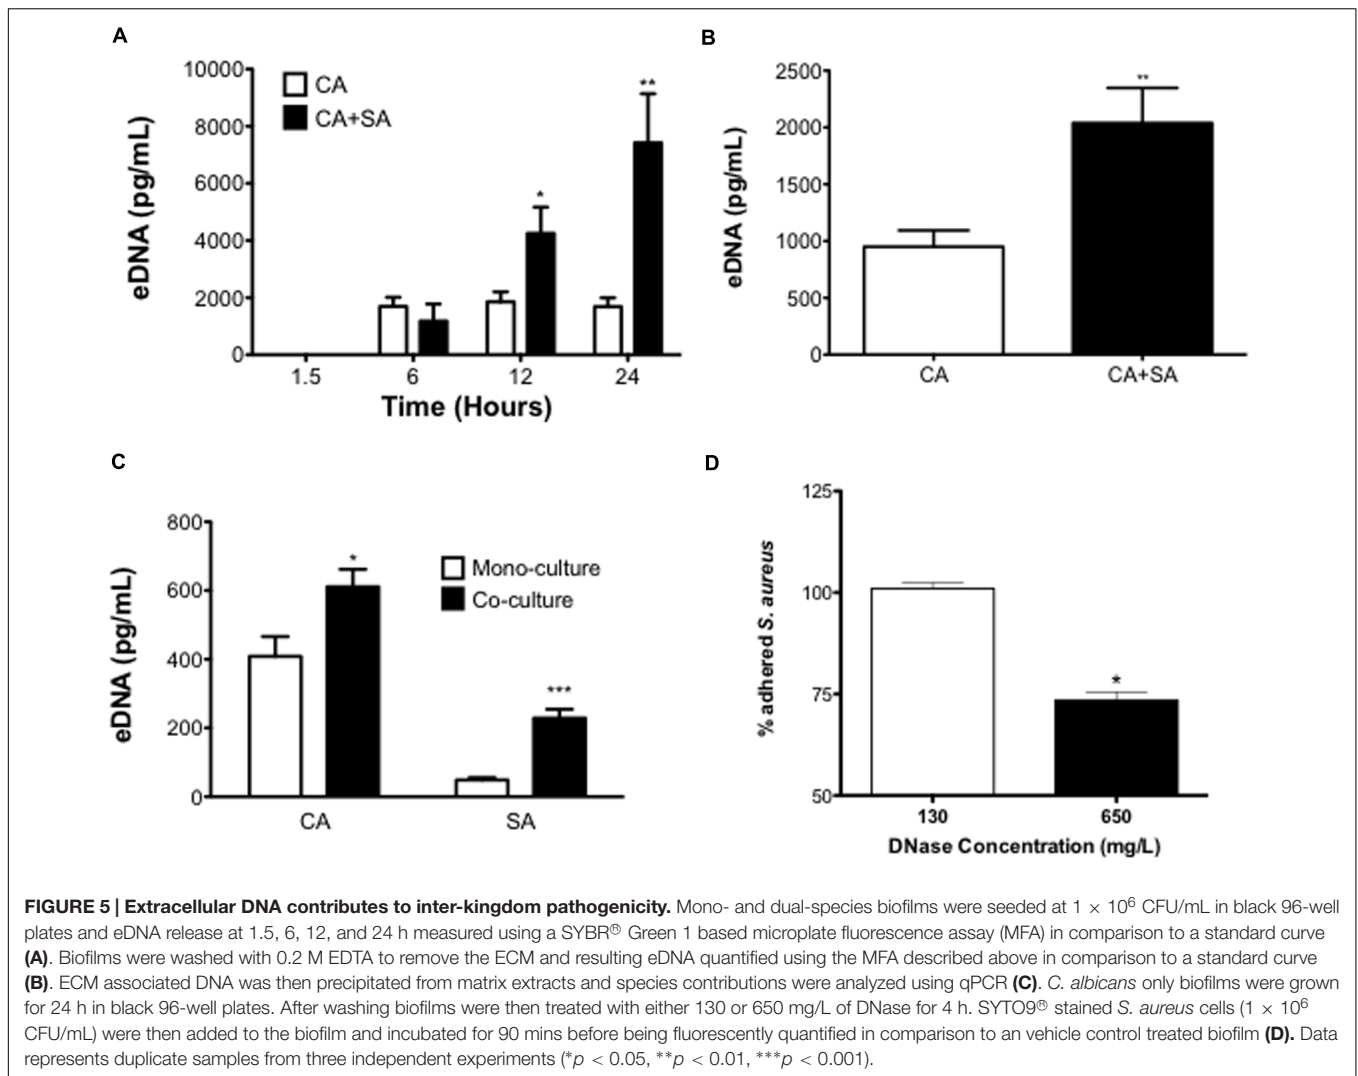 A
10000
8000
6000
4000
2000
0
eDNA (pg/mL)
CA
CA+SA
*
**
1.5 6 12 24
Time (Hours)
B
2500
2000
1500
1000
500
0
eDNA (pg/mL)
**
CA CA+SA
C
800
600
400
200
0
eDNA (pg/mL)
Mono-culture
Co-culture
*
***
CA SA
D
125
100
75
50
% adhered S. aureus
*
130 650
DNase Concentration (mg/L)
FIGURE 5 | Extracellular DNA contributes to inter-kingdom pathogenicity. Mono- and dual-species biofilms were seeded at 1 × 10⁶ CFU/mL in black 96-well
plates and eDNA release at 1.5, 6, 12, and 24 h measured using a SYBR® Green 1 based microplate fluorescence assay (MFA) in comparison to a standard curve
(A). Biofilms were washed with 0.2 M EDTA to remove the ECM and resulting eDNA quantified using the MFA described above in comparison to a standard curve
(B). ECM associated DNA was then precipitated from matrix extracts and species contributions were analyzed using qPCR (C). C. albicans only biofilms were grown
for 24 h in black 96-well plates. After washing biofilms were then treated with either 130 or 650 mg/L of DNase for 4 h. SYTO9® stained S. aureus cells (1 × 10⁶
CFU/mL) were then added to the biofilm and incubated for 90 mins before being fluorescently quantified in comparison to an vehicle control treated biofilm (D). Data
represents duplicate samples from three independent experiments (*p < 0.05, **p < 0.01, ***p < 0.001).